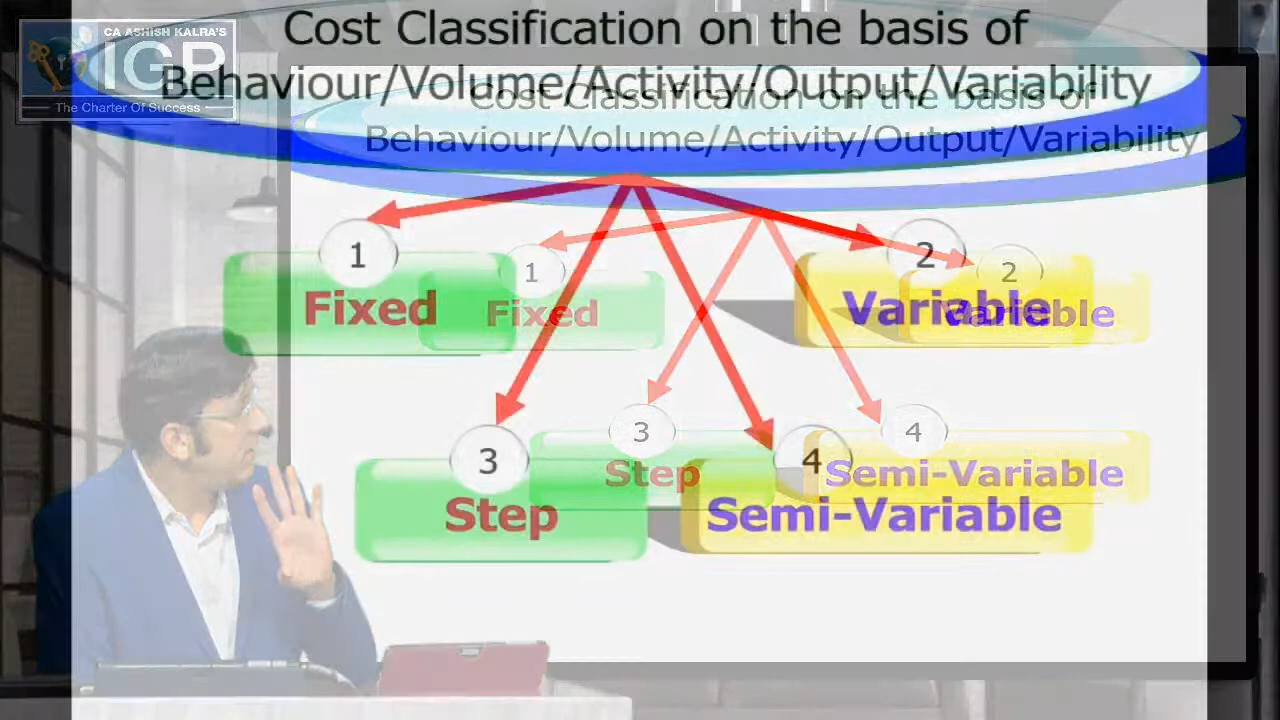 CA ASHISH KALRA'S
IGP
The Charter Of Success
Cost Classification on the basis of
Behaviour/Volume/Activity/Output/Variability
Cost Classification on the basis of
Behaviour/Volume/Activity/Output/Variability
1
Fixed
2
Variable
1
Fixed
2
Variable
3
Step
4
Semi-Variable
3
Step
4
Semi-Variable